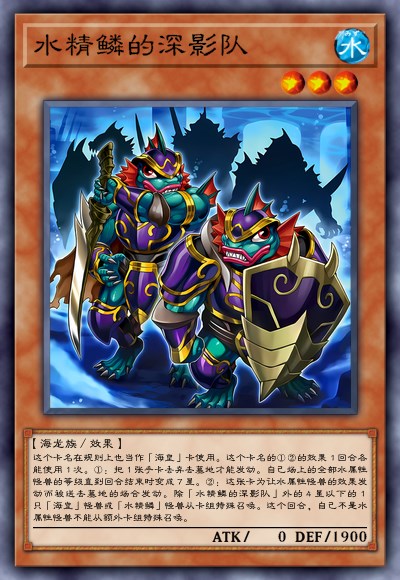 水精鳞的深影队
水
【海龙族／效果】
这个卡名在规则上也当作「海皇」卡使用。这个卡名的①②的效果1回合各
能使用1次。①：把1张手卡丢弃去墓地才能发动。自己场上的全部水属性
怪兽的等级直到回合结束时变成7星。②：这张卡为让水属性怪兽的效果发
动而被送去墓地的场合发动。除「水精鳞的深影队」外的4星以下的1
只「海皇」怪兽或「水精鳞」怪兽从卡组特殊召唤。这个回合，自己不是水
属性怪兽不能从额外卡组特殊召唤。
ATK/ 0 DEF/1900